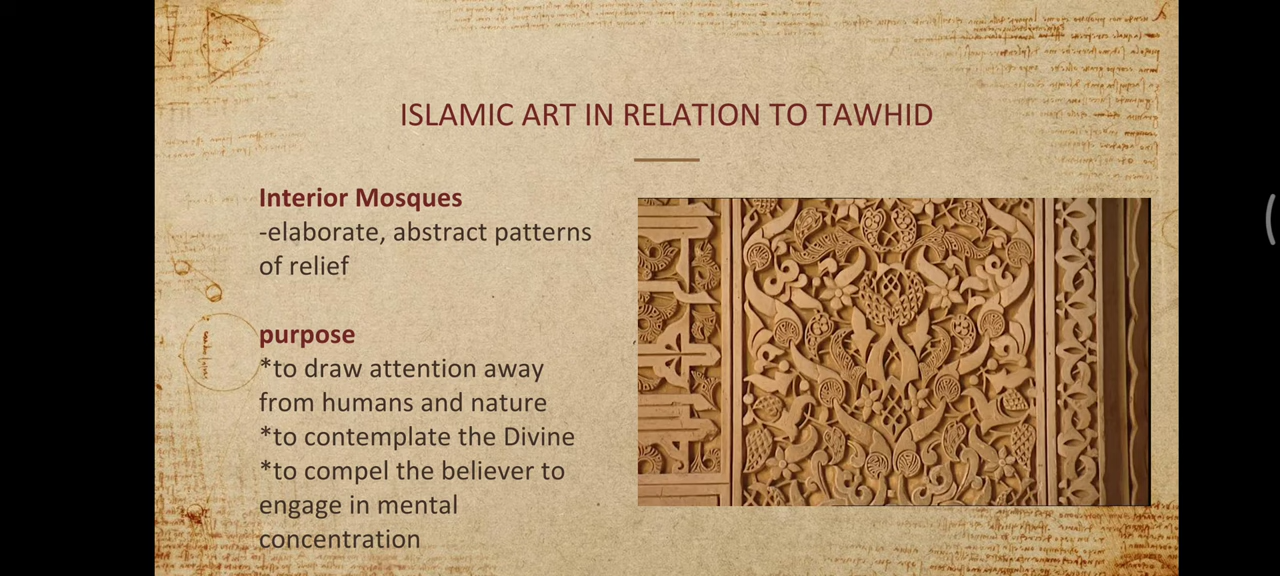 ISLAMIC ART IN RELATION TO TAWHID
Interior Mosques
-elaborate, abstract patterns
of relief
purpose
*to draw attention away
from humans and nature
*to contemplate the Divine
*to compel the believer to
engage in mental
concentration